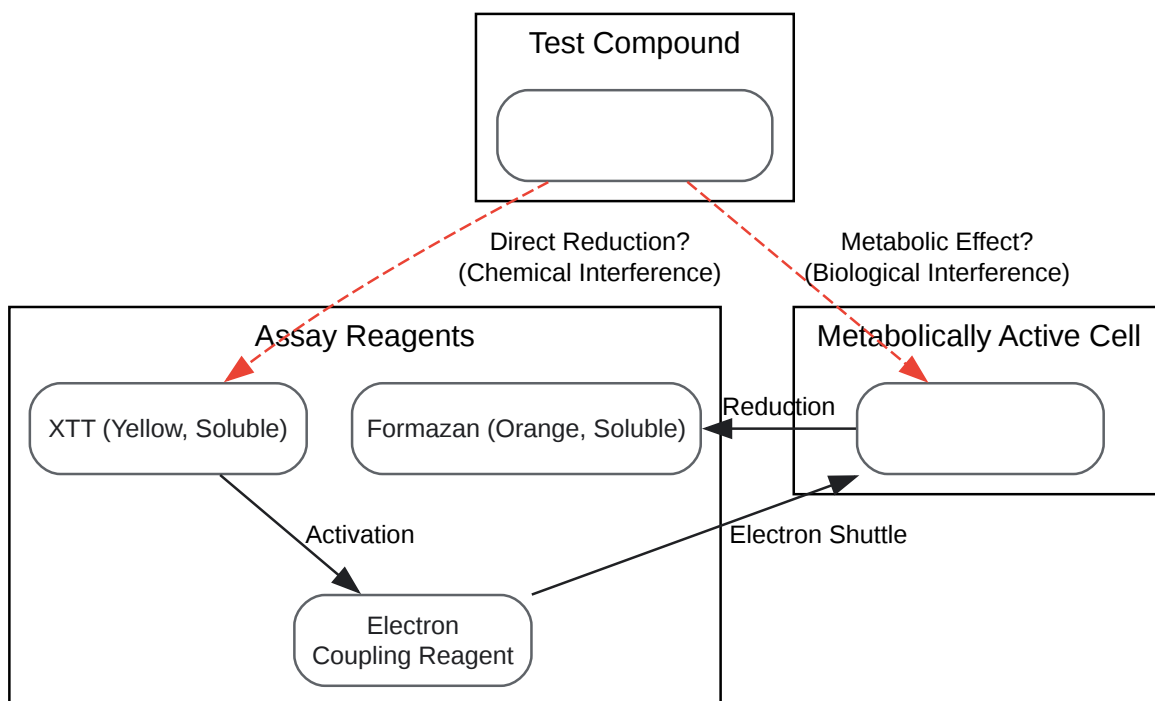 Test Compound
Direct Reduction?
(Chemical Interference)
Metabolic Effect?
(Biological Interference)
Assay Reagents
Metabolically Active Cell
XTT (Yellow, Soluble)
Formazan (Orange, Soluble)
Reduction
Activation
Electron Shuttle
Electron
Coupling Reagent